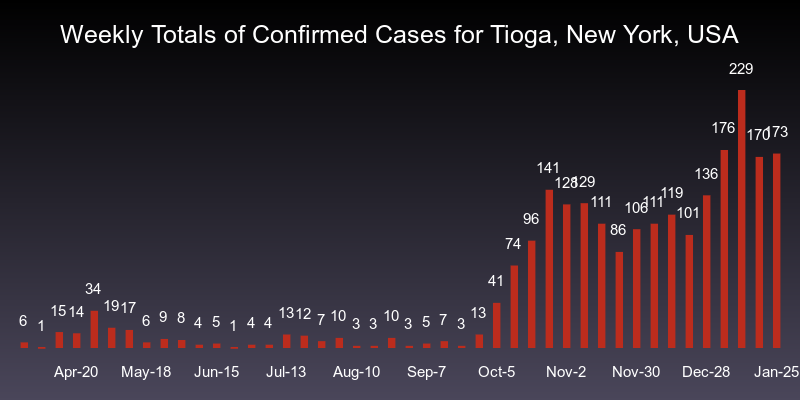 Weekly Totals of Confirmed Cases for Tioga, New York, USA
6 1 15 14 34 19 17 6 9 8 4 5 1 4 4 13 12 7 10 3 3 10 3 5 7 3 13 41 74 96 141 128 129 111 86 106 111 119 101 136 176 229 170 173
Apr-20 May-18 Jun-15 Jul-13 Aug-10 Sep-7 Oct-5 Nov-2 Nov-30 Dec-28 Jan-25